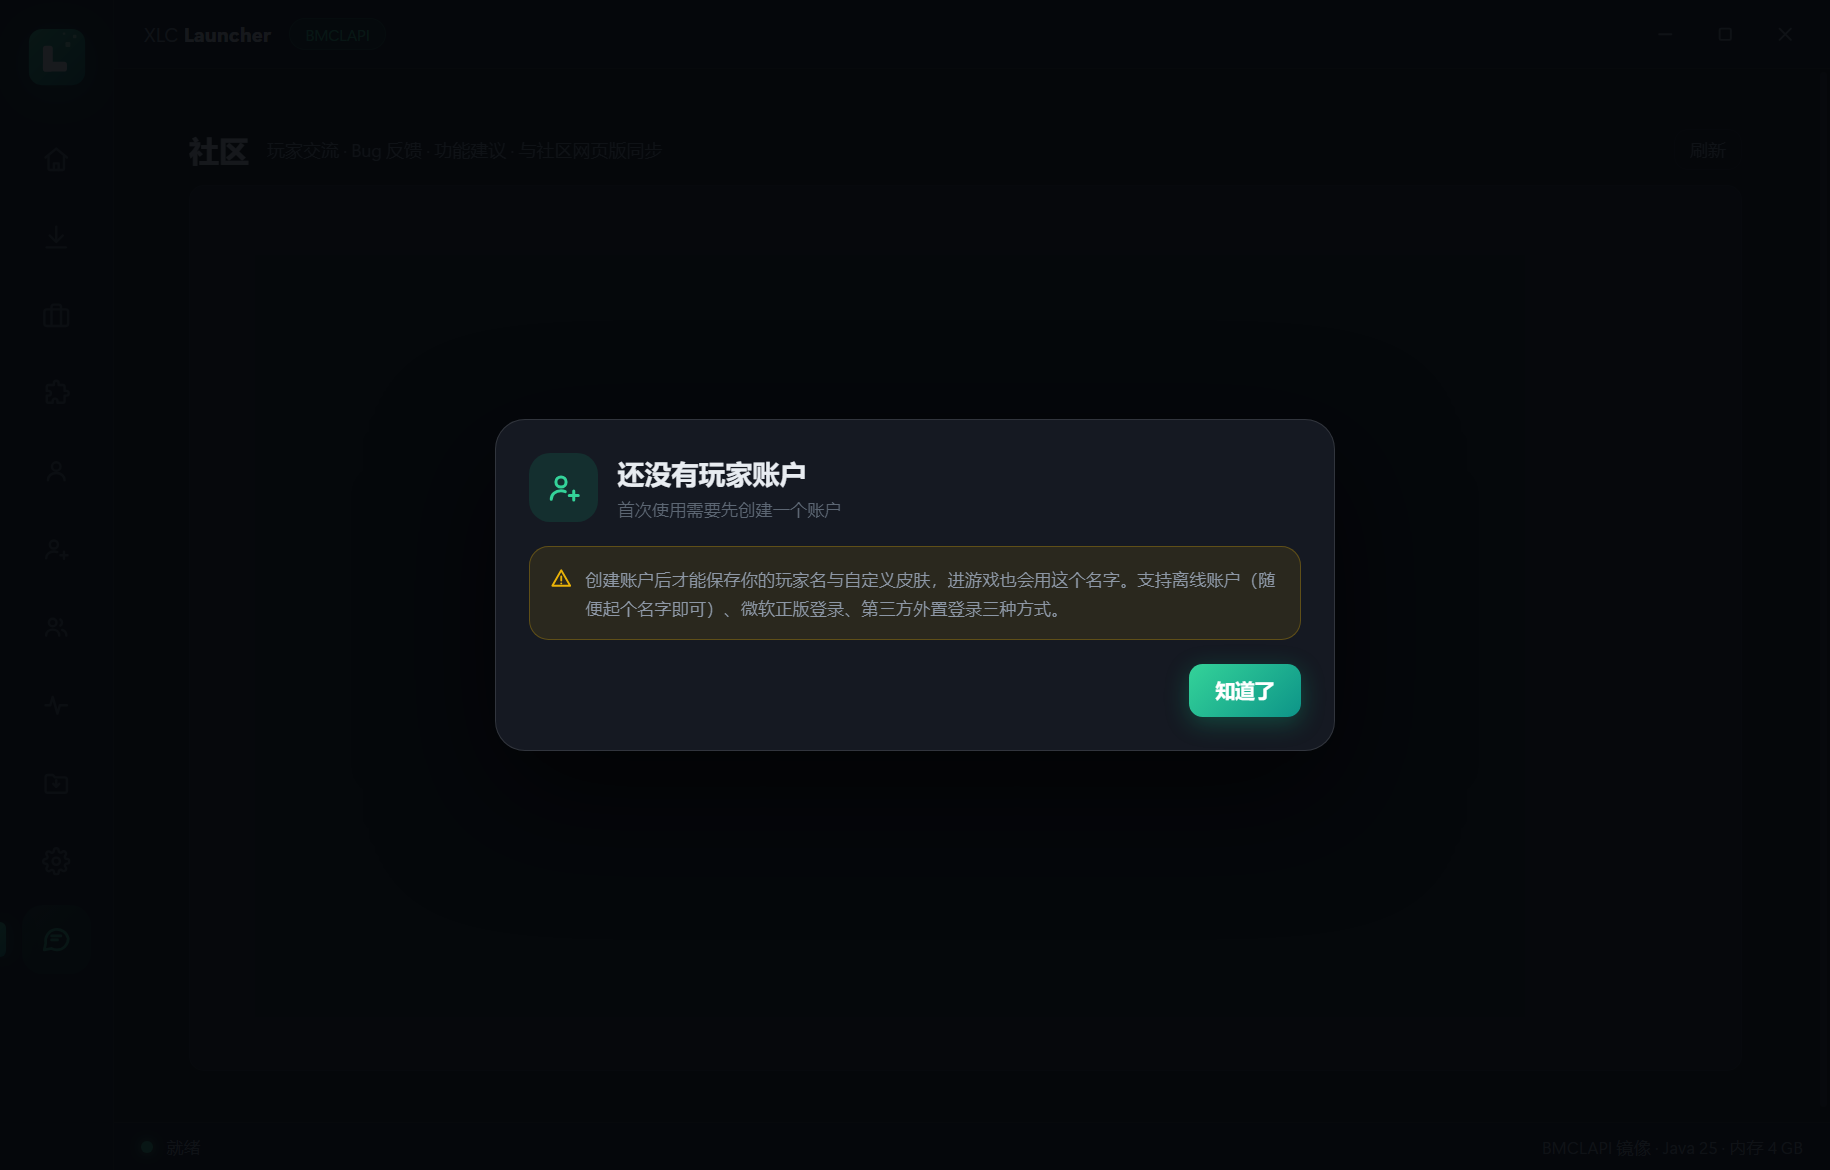 XLC Launcher BMCLAPI
社区 玩家交流 · Bug 反馈 · 功能建议 · 与社区网页版同步 刷新
还没有玩家账户
首次使用需要先创建一个账户
创建账户后才能保存你的玩家名与自定义皮肤，进游戏也会用这个名字。支持离线账户（随
便起个名字即可）、微软正版登录、第三方外置登录三种方式。
知道了
就绪 BMCLAPI 镜像 · Java 25 · 内存 4 GB